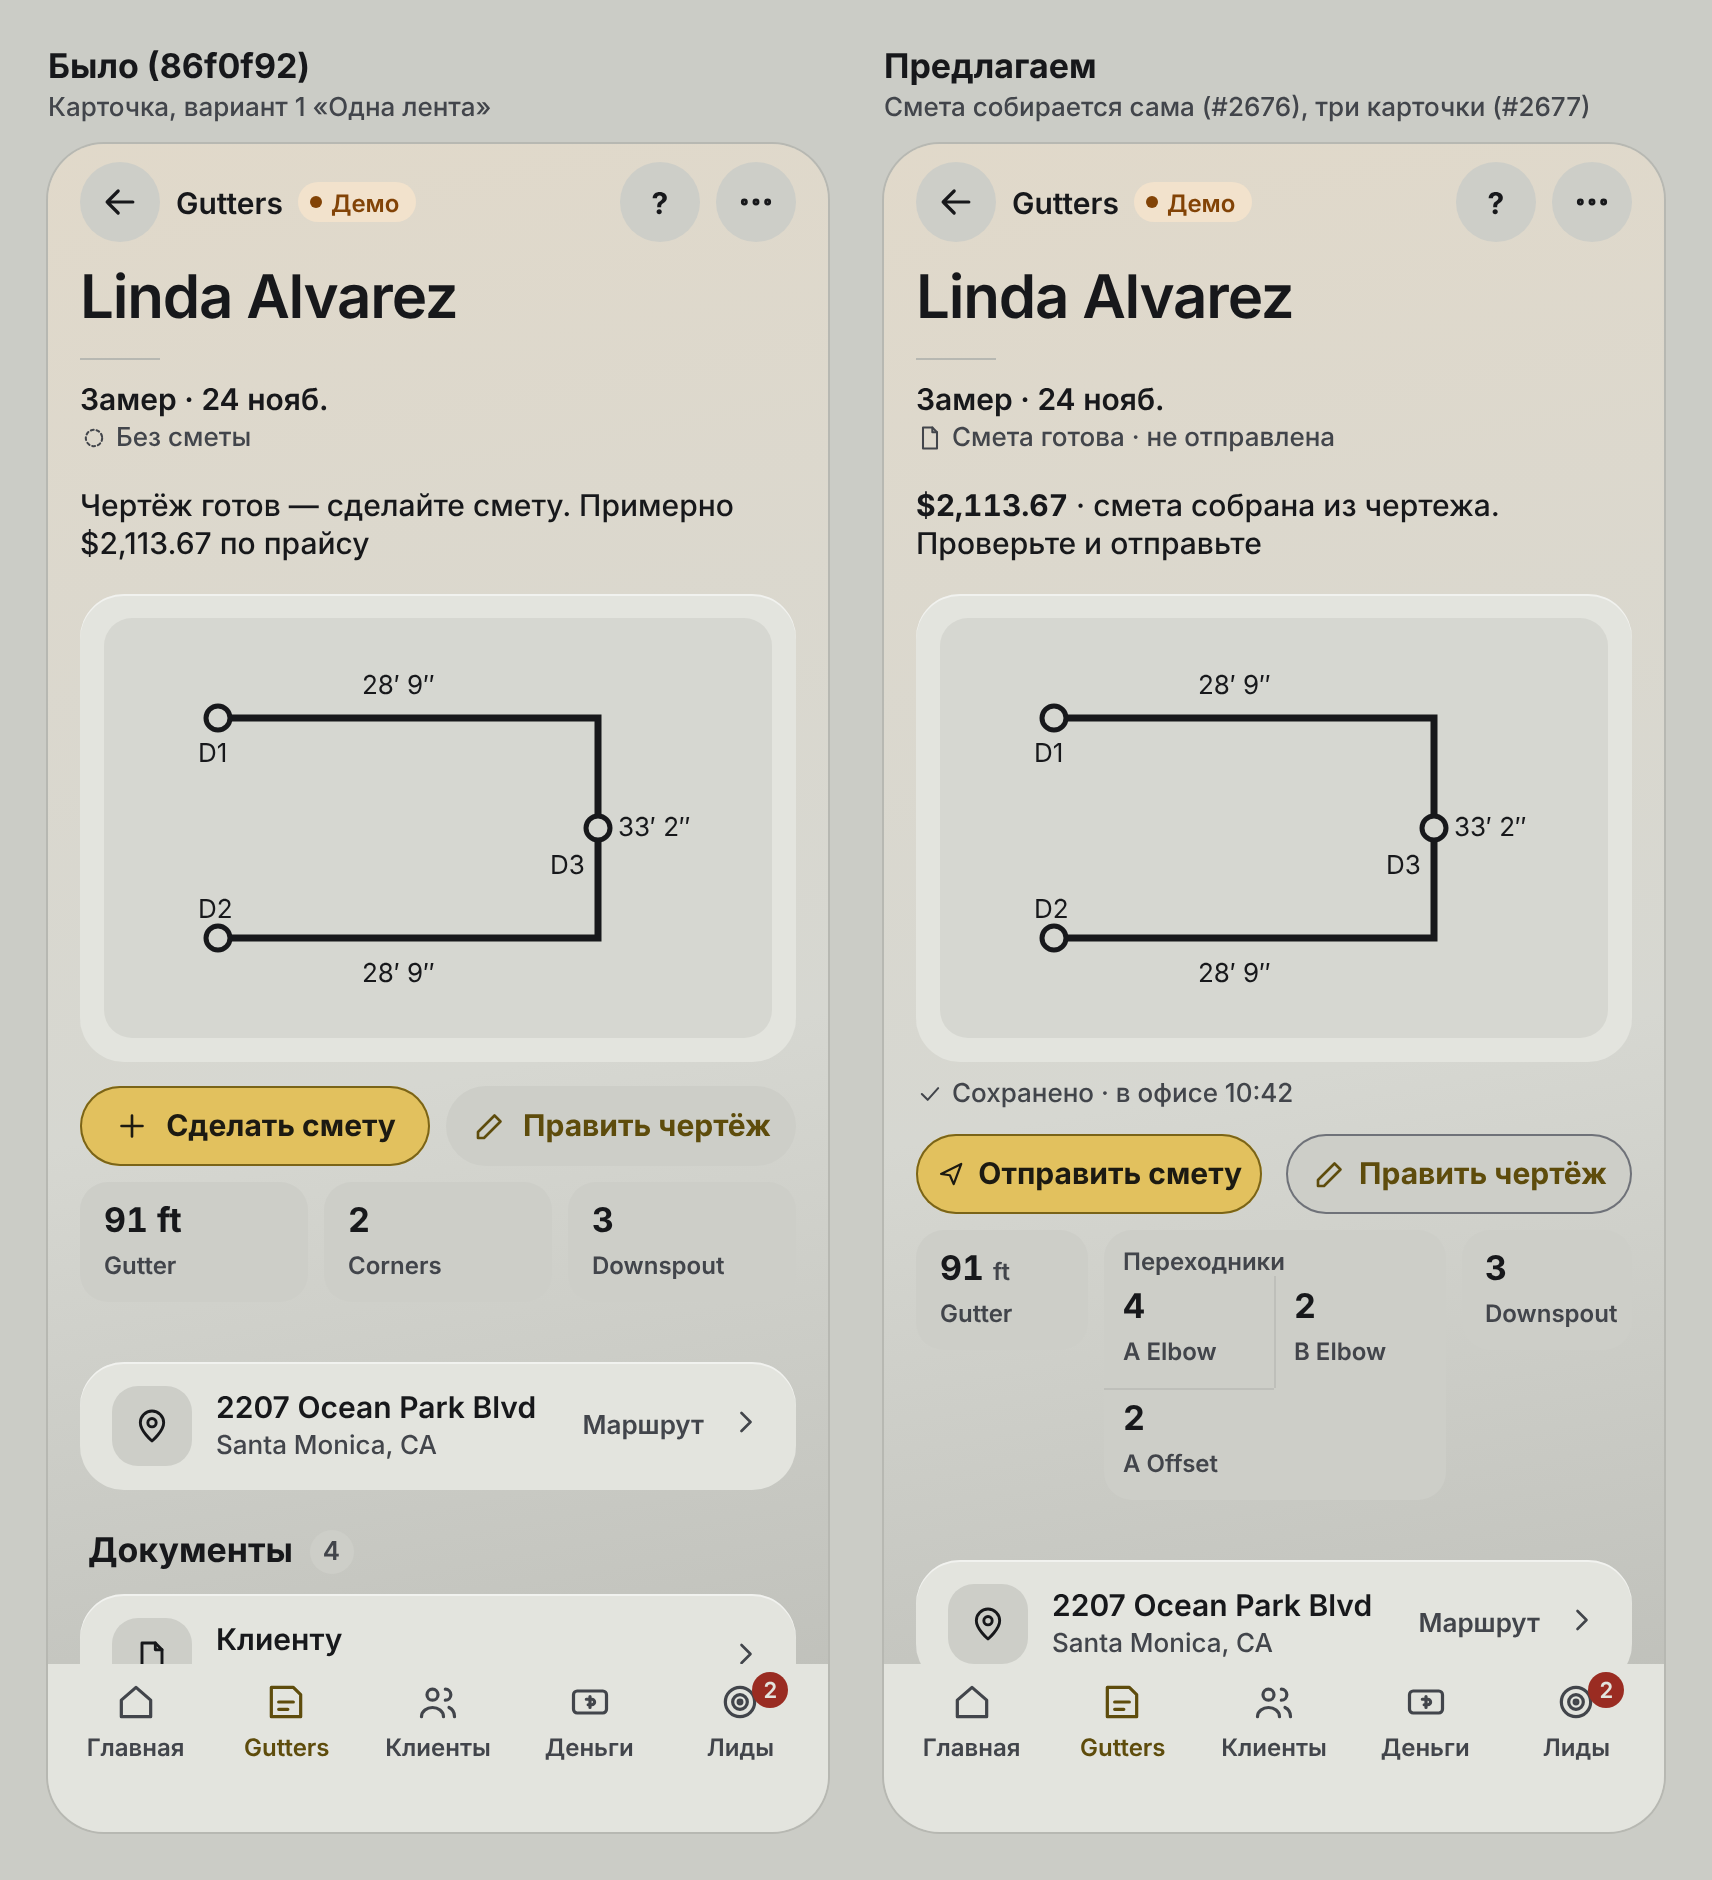 Было (86f0f92)
Карточка, вариант 1 «Одна лента»
Gutters
Демо
?
Linda Alvarez
Замер · 24 нояб.
Без сметы
Чертёж готов — сделайте смету. Примерно
$2,113.67 по прайсу
28′ 9″
D1
33′ 2″
D3
D2
28′ 9″
Сделать смету
Править чертёж
91 ft
Gutter
2
Corners
3
Downspout
2207 Ocean Park Blvd
Santa Monica, CA
Маршрут
Документы 4
Клиенту
Главная
Gutters
Клиенты
Деньги
2
Лиды
Предлагаем
Смета собирается сама (#2676), три карточки (#2677)
Gutters
Демо
?
Linda Alvarez
Замер · 24 нояб.
Смета готова · не отправлена
$2,113.67 · смета собрана из чертежа.
Проверьте и отправьте
28′ 9″
D1
33′ 2″
D3
D2
28′ 9″
Сохранено · в офисе 10:42
Отправить смету
Править чертёж
91 ft
Gutter
Переходники
4
A Elbow
2
B Elbow
2
A Offset
3
Downspout
2207 Ocean Park Blvd
Santa Monica, CA
Маршрут
Главная
Gutters
Клиенты
Деньги
2
Лиды